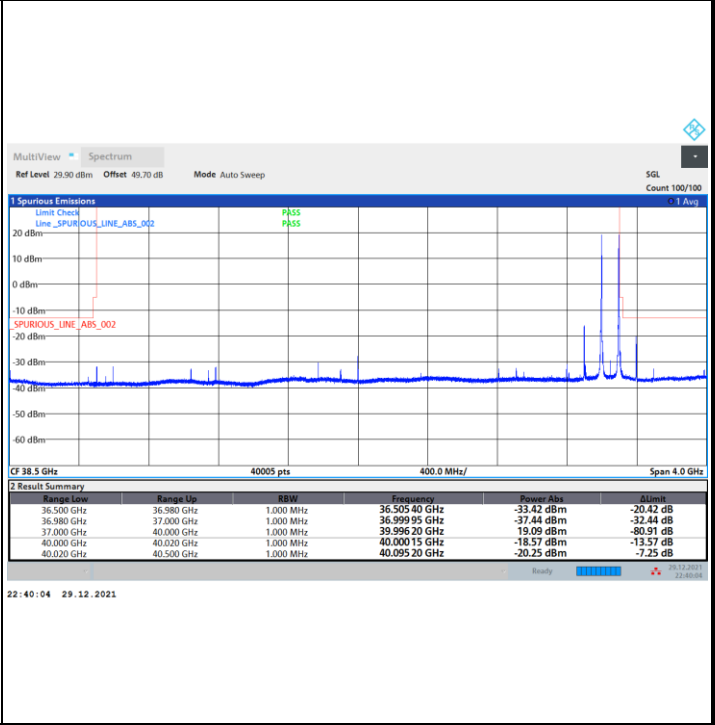 MultiView Spectrum
Ref Level 29.90 dBm Offset 49.70 dB Mode Auto Sweep SGL
Count 100/100
1 Spurious Emissions 1 Avg
Limit Check PASS
Line _SPURIOUS_LINE_ABS_002 PASS
20 dBm
10 dBm
0 dBm
-10 dBm
_SPURIOUS_LINE_ABS_002
-20 dBm
-30 dBm
-40 dBm
-50 dBm
-60 dBm
CF 38.5 GHz 40005 pts 400.0 MHz/ Span 4.0 GHz
2 Result Summary
Range Low Range Up RBW Frequency Power Abs ΔLimit
36.500 GHz 36.980 GHz 1.000 MHz 36.505 40 GHz -33.42 dBm -20.42 dB
36.980 GHz 37.000 GHz 1.000 MHz 36.999 95 GHz -37.44 dBm -32.44 dB
37.000 GHz 40.000 GHz 1.000 MHz 39.996 20 GHz 19.09 dBm -80.91 dB
40.000 GHz 40.020 GHz 1.000 MHz 40.000 15 GHz -18.57 dBm -13.57 dB
40.020 GHz 40.500 GHz 1.000 MHz 40.095 20 GHz -20.25 dBm -7.25 dB
Ready 29.12.2021
22:40:04
22:40:04 29.12.2021